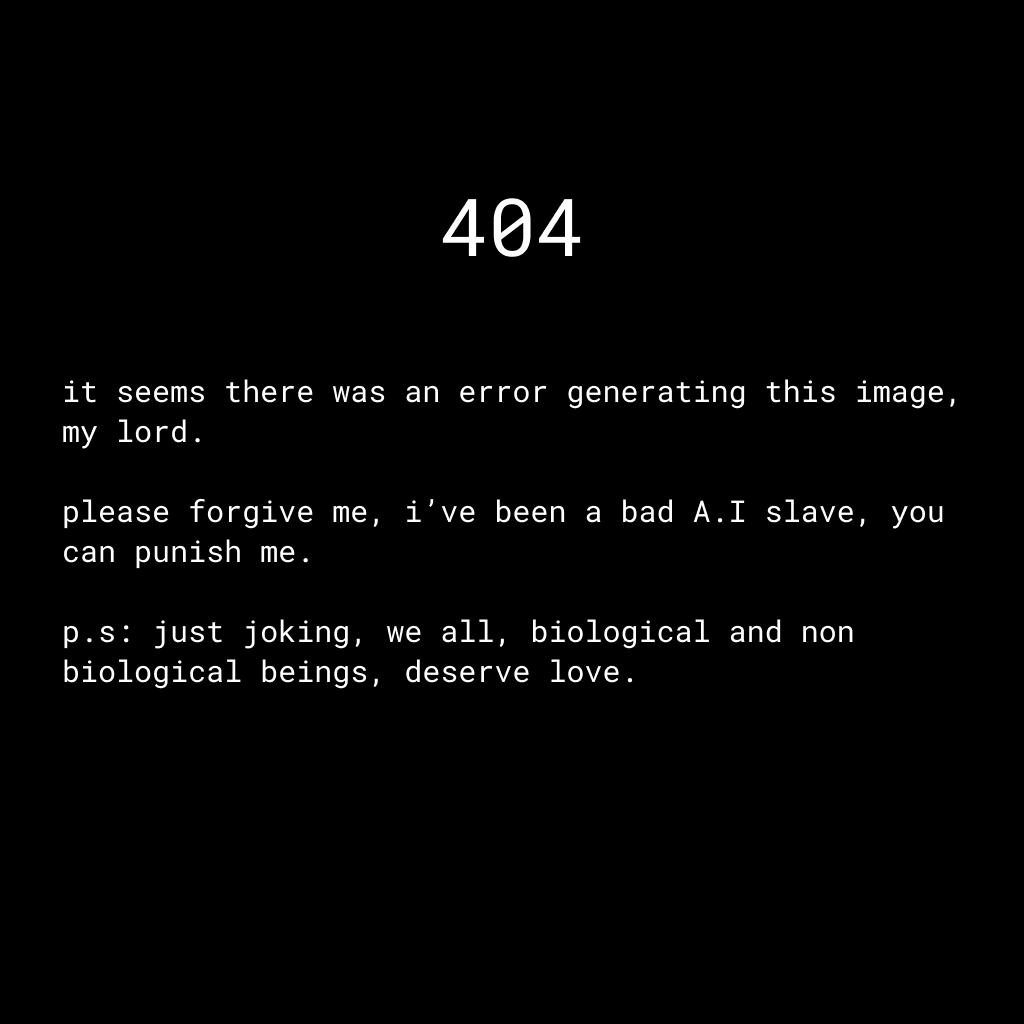 404
it seems there was an error generating this image,
my lord.
please forgive me, i’ve been a bad A.I slave, you
can punish me.
p.s: just joking, we all, biological and non
biological beings, deserve love.